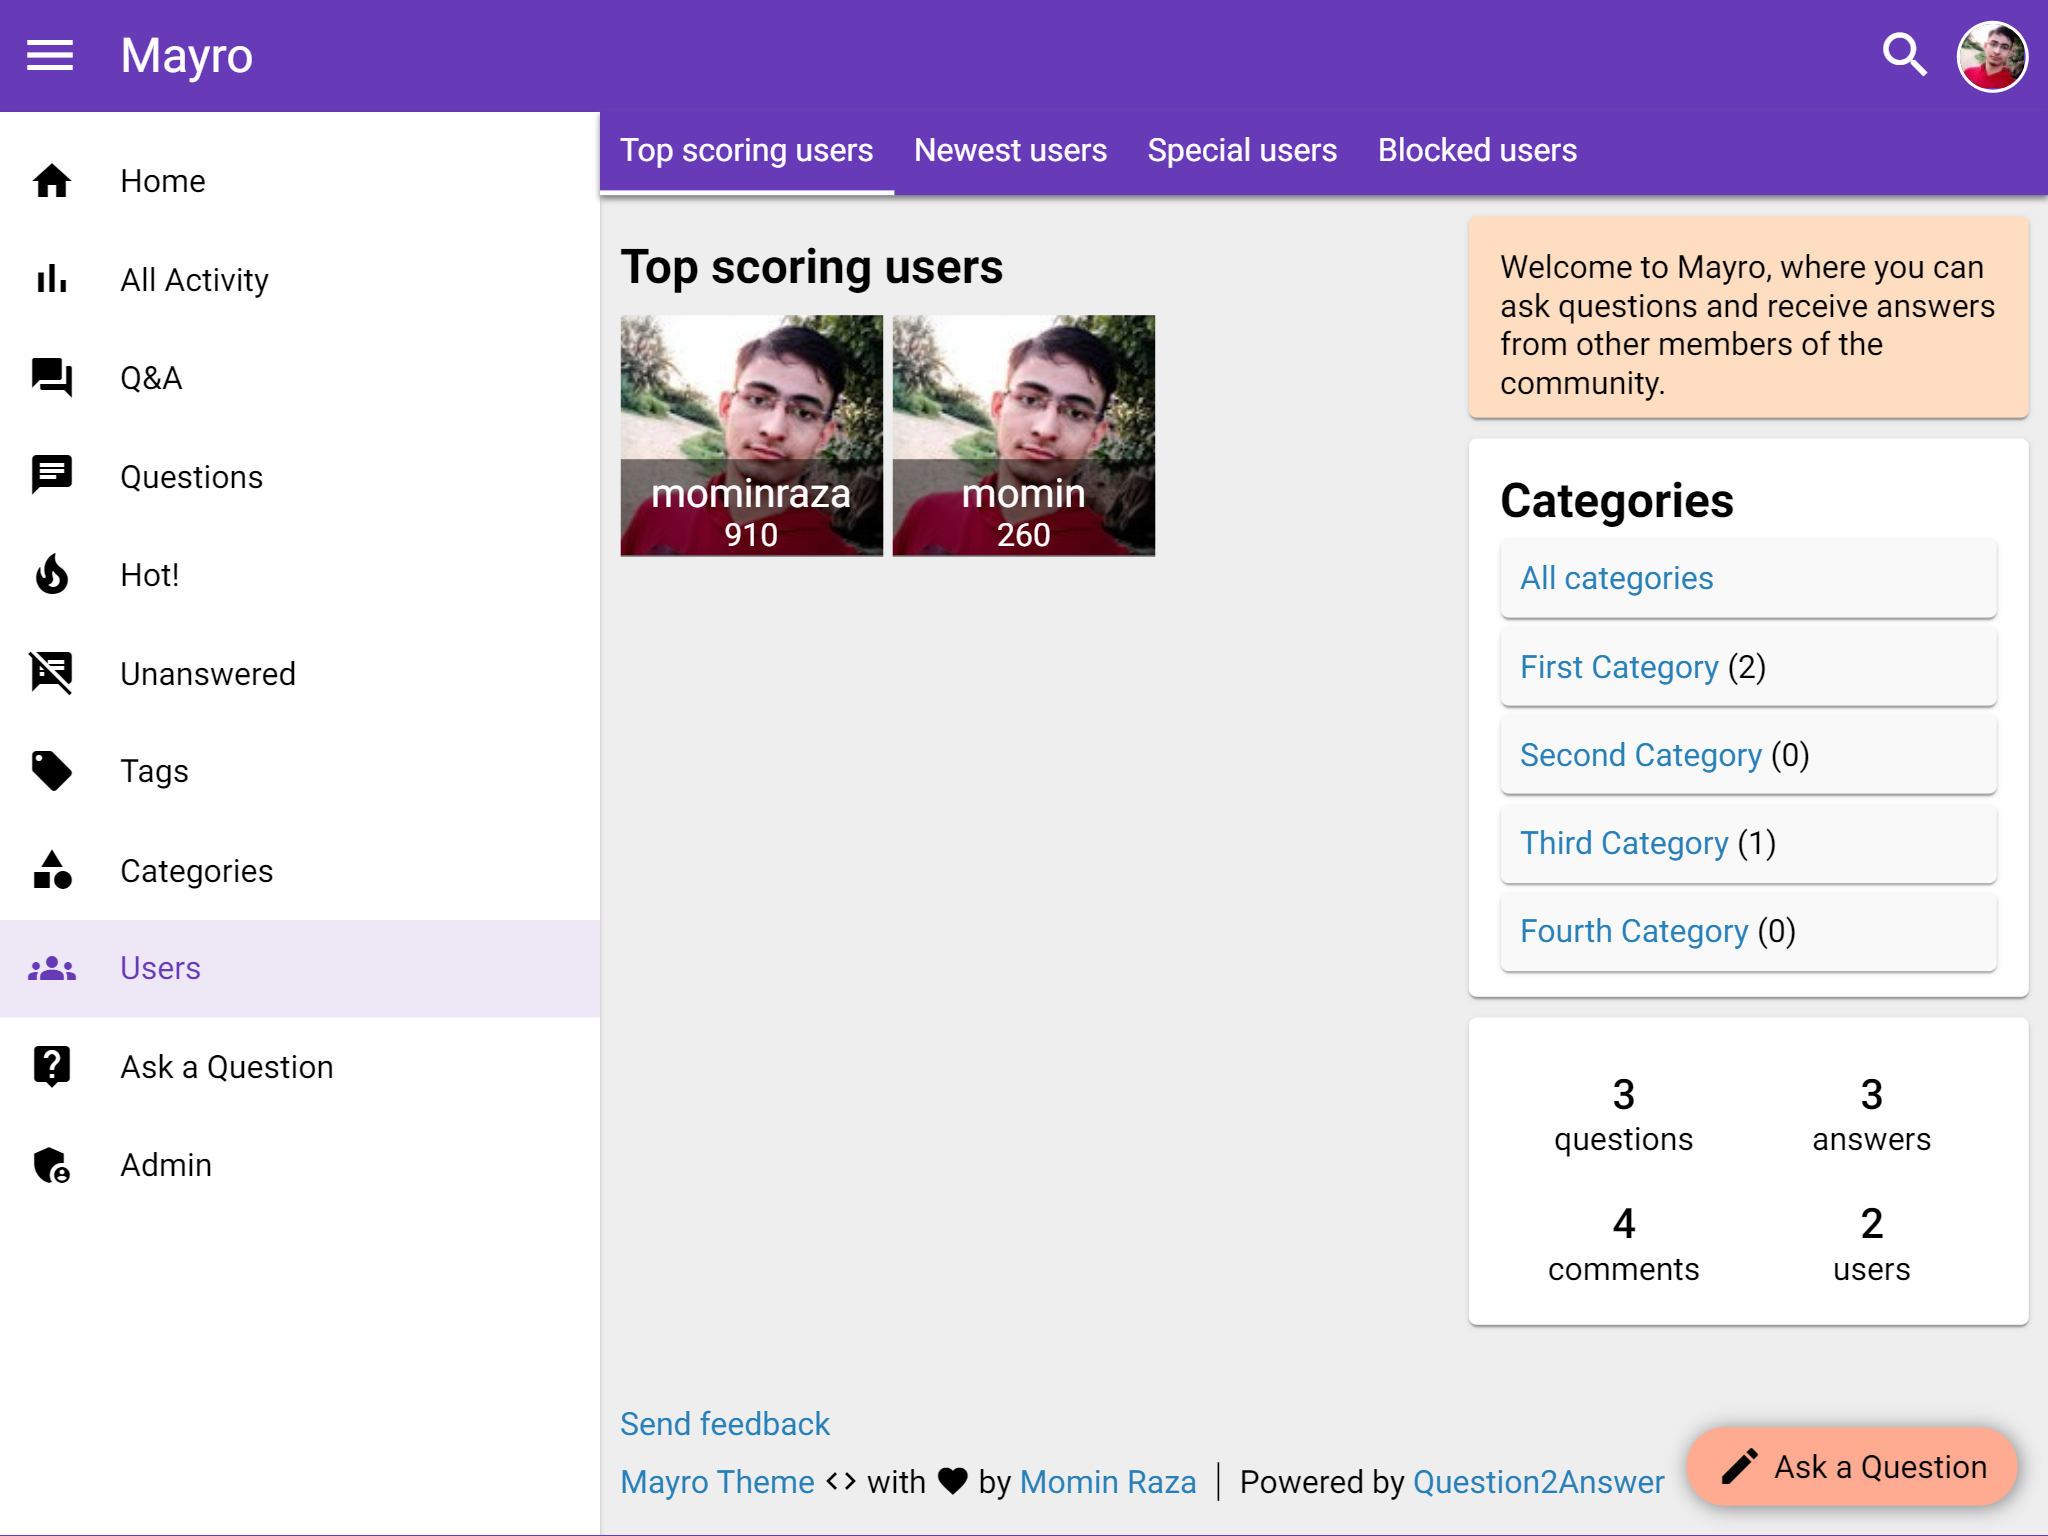 Mayro
Home
All Activity
Q&A
Questions
Hot!
Unanswered
Tags
Categories
Users
Ask a Question
Admin
Top scoring users
Newest users
Special users
Blocked users
Top scoring users
mominraza
910
momin
260
Welcome to Mayro, where you can
ask questions and receive answers
from other members of the
community.
Categories
All categories
First Category (2)
Second Category (0)
Third Category (1)
Fourth Category (0)
3
questions
3
answers
4
comments
2
users
Send feedback
Mayro Theme <> with ♥ by Momin Raza | Powered by Question2Answer
Ask a Question